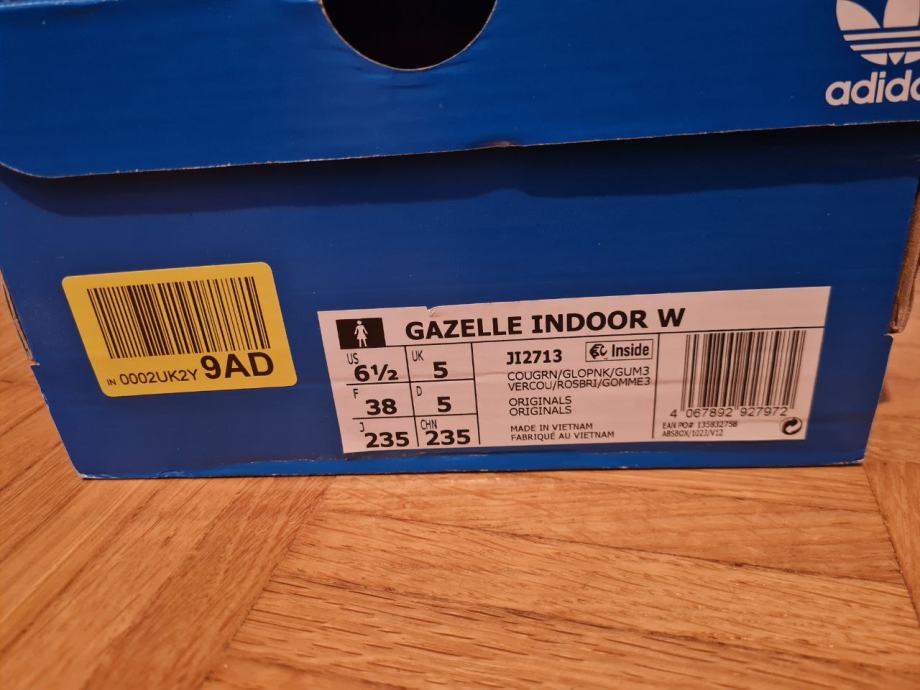 adidas
IN 0002UK2Y 9AD
GAZELLE INDOOR W
US 6½ UK 5
F 38 D 5
J 235 CHN 235
JI2713 Inside
COUGRN/GLOPNK/GUM3
VERCOU/ROSBRI/GOMME3
ORIGINALS
ORIGINALS
MADE IN VIETNAM
FABRIQUÉ AU VIETNAM
4 067892 927972
EAN PO# 135832758
ABSBOX/1023/V12